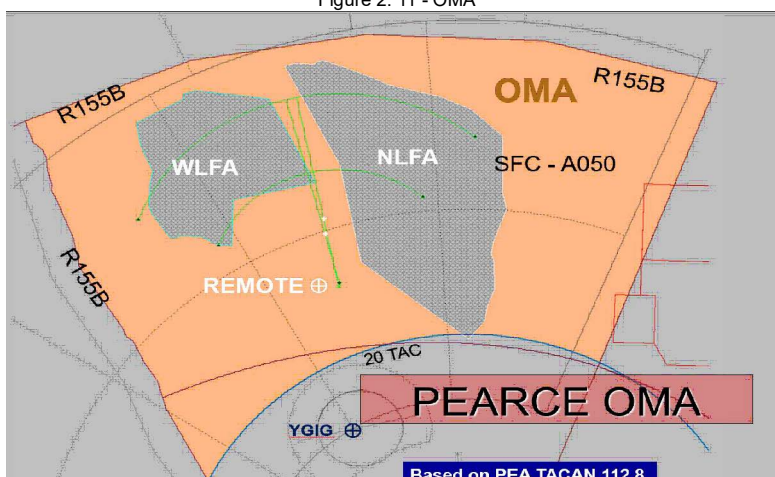 Figure 2. 11 - OMA
R155B
OMA
R155B
WLFA
NLFA
SFC - A050
R155B
REMOTE
20 TAC
PEARCE OMA
YGIG
Based on PEA TACAN 112.8